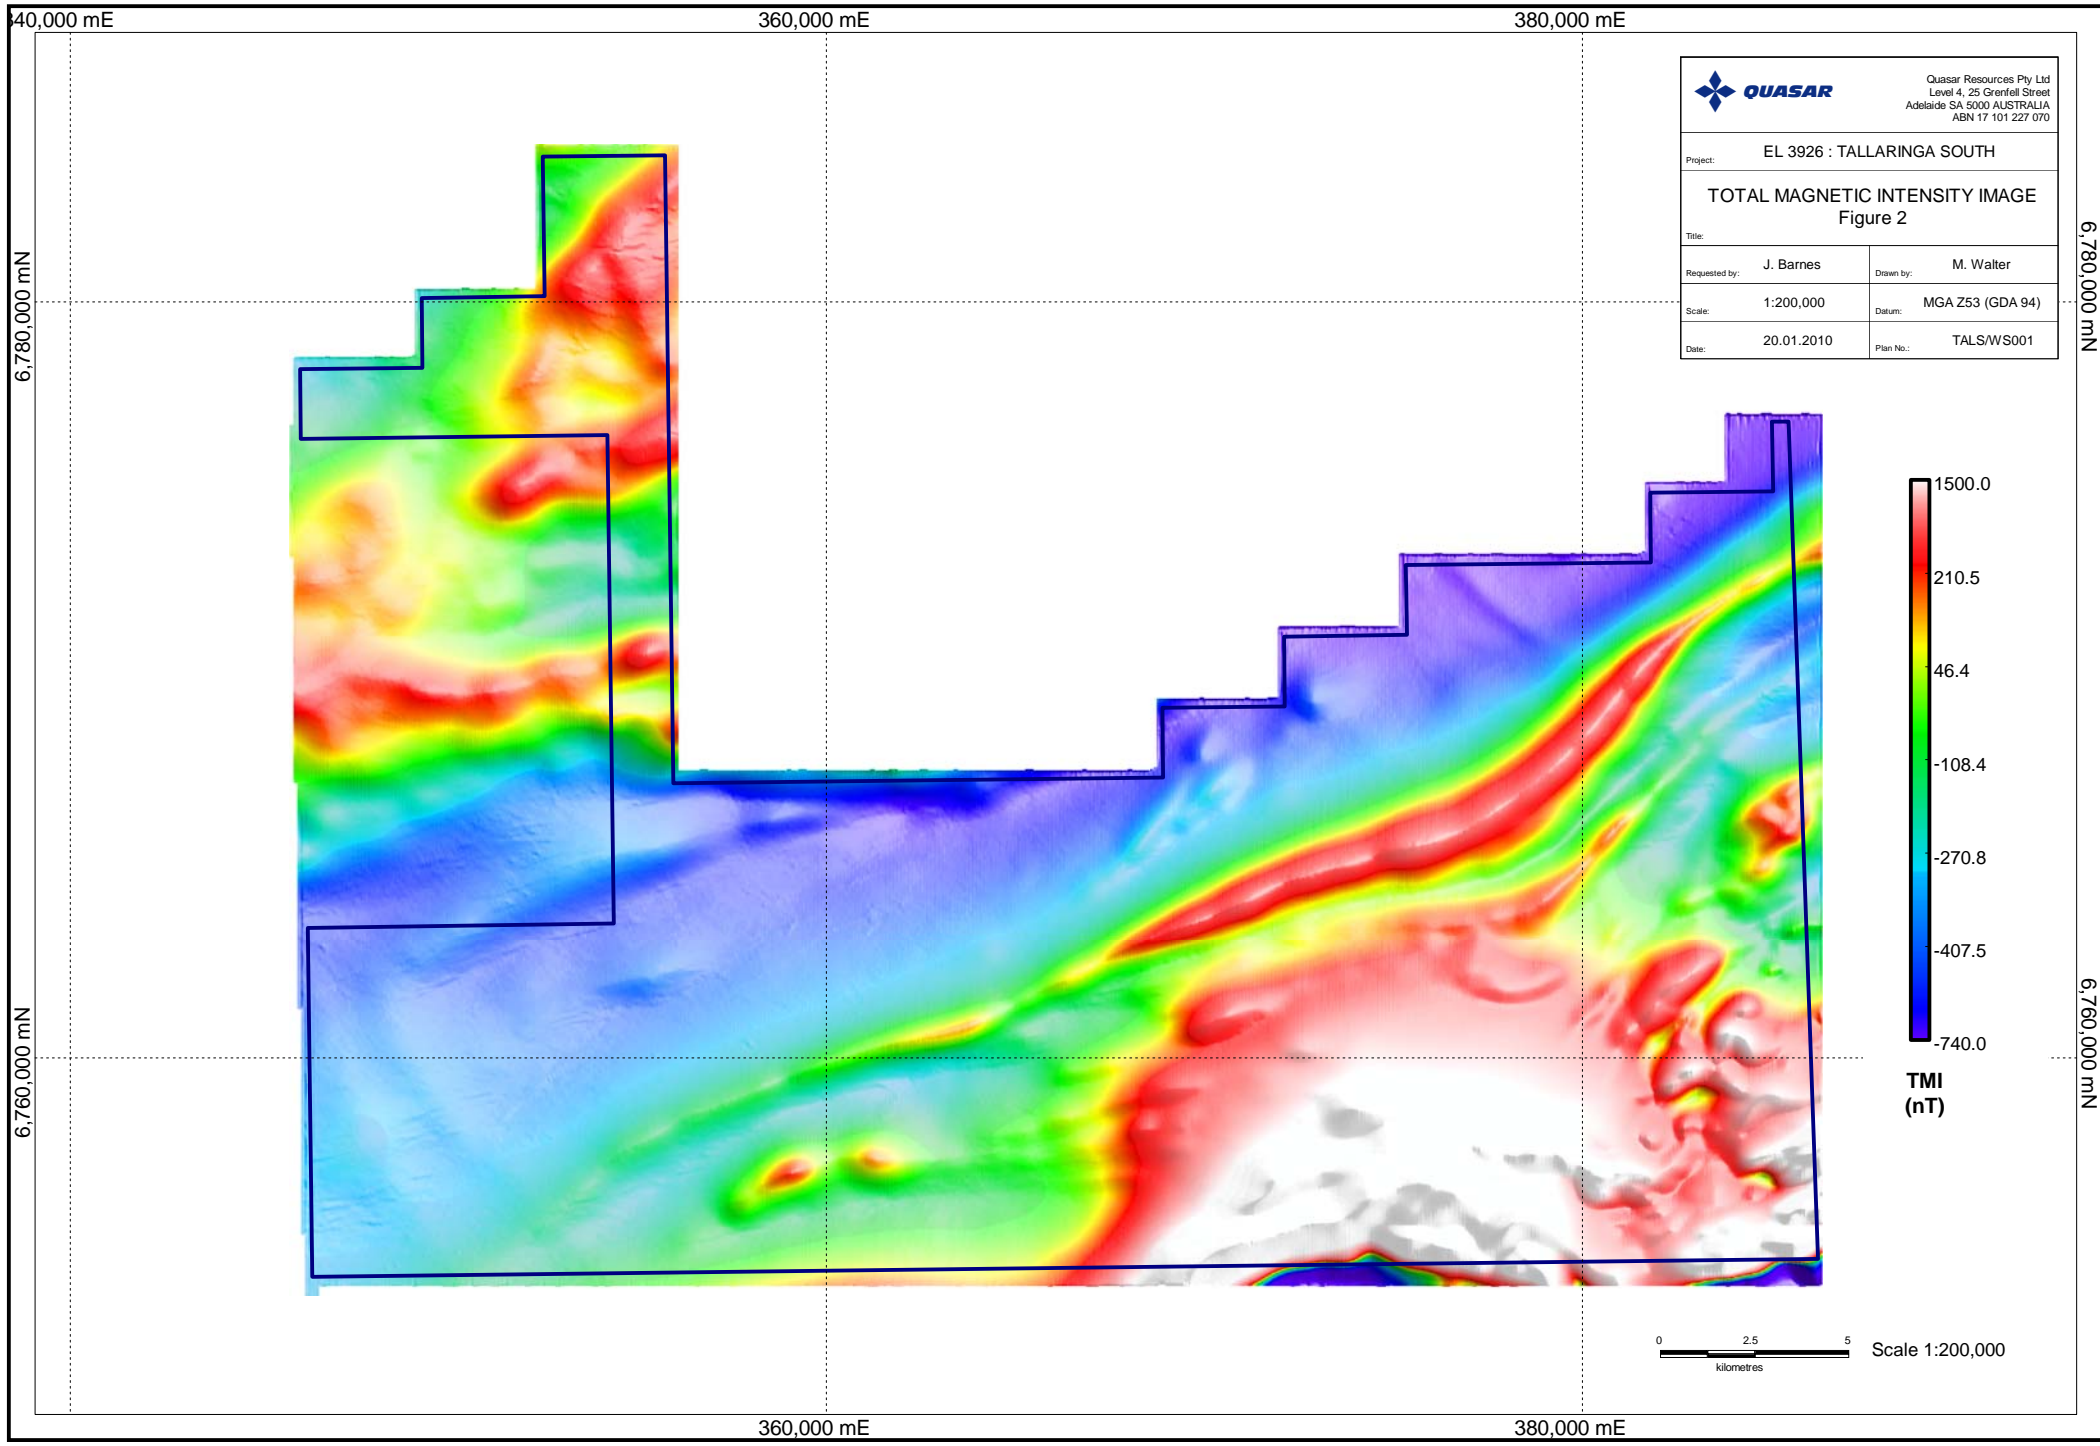 340,000 mE
360,000 mE
380,000 mE
QUASAR
Quasar Resources Pty Ltd
Level 4, 25 Grenfell Street
Adelaide SA 5000 AUSTRALIA
ABN 17 101 227 070
Project: EL 3926 : TALLARINGA SOUTH
TOTAL MAGNETIC INTENSITY IMAGE
Figure 2
Title:
Requested by: J. Barnes
Drawn by: M. Walter
Scale: 1:200,000
Datum: MGA Z53 (GDA 94)
Date: 20.01.2010
Plan No.: TALS/WS001
6,780,000 mN
6,780,000 mN
1500.0
210.5
46.4
-108.4
-270.8
-407.5
-740.0
TMI
(nT)
6,760,000 mN
6,760,000 mN
0 2.5 5
kilometres
Scale 1:200,000
360,000 mE
380,000 mE